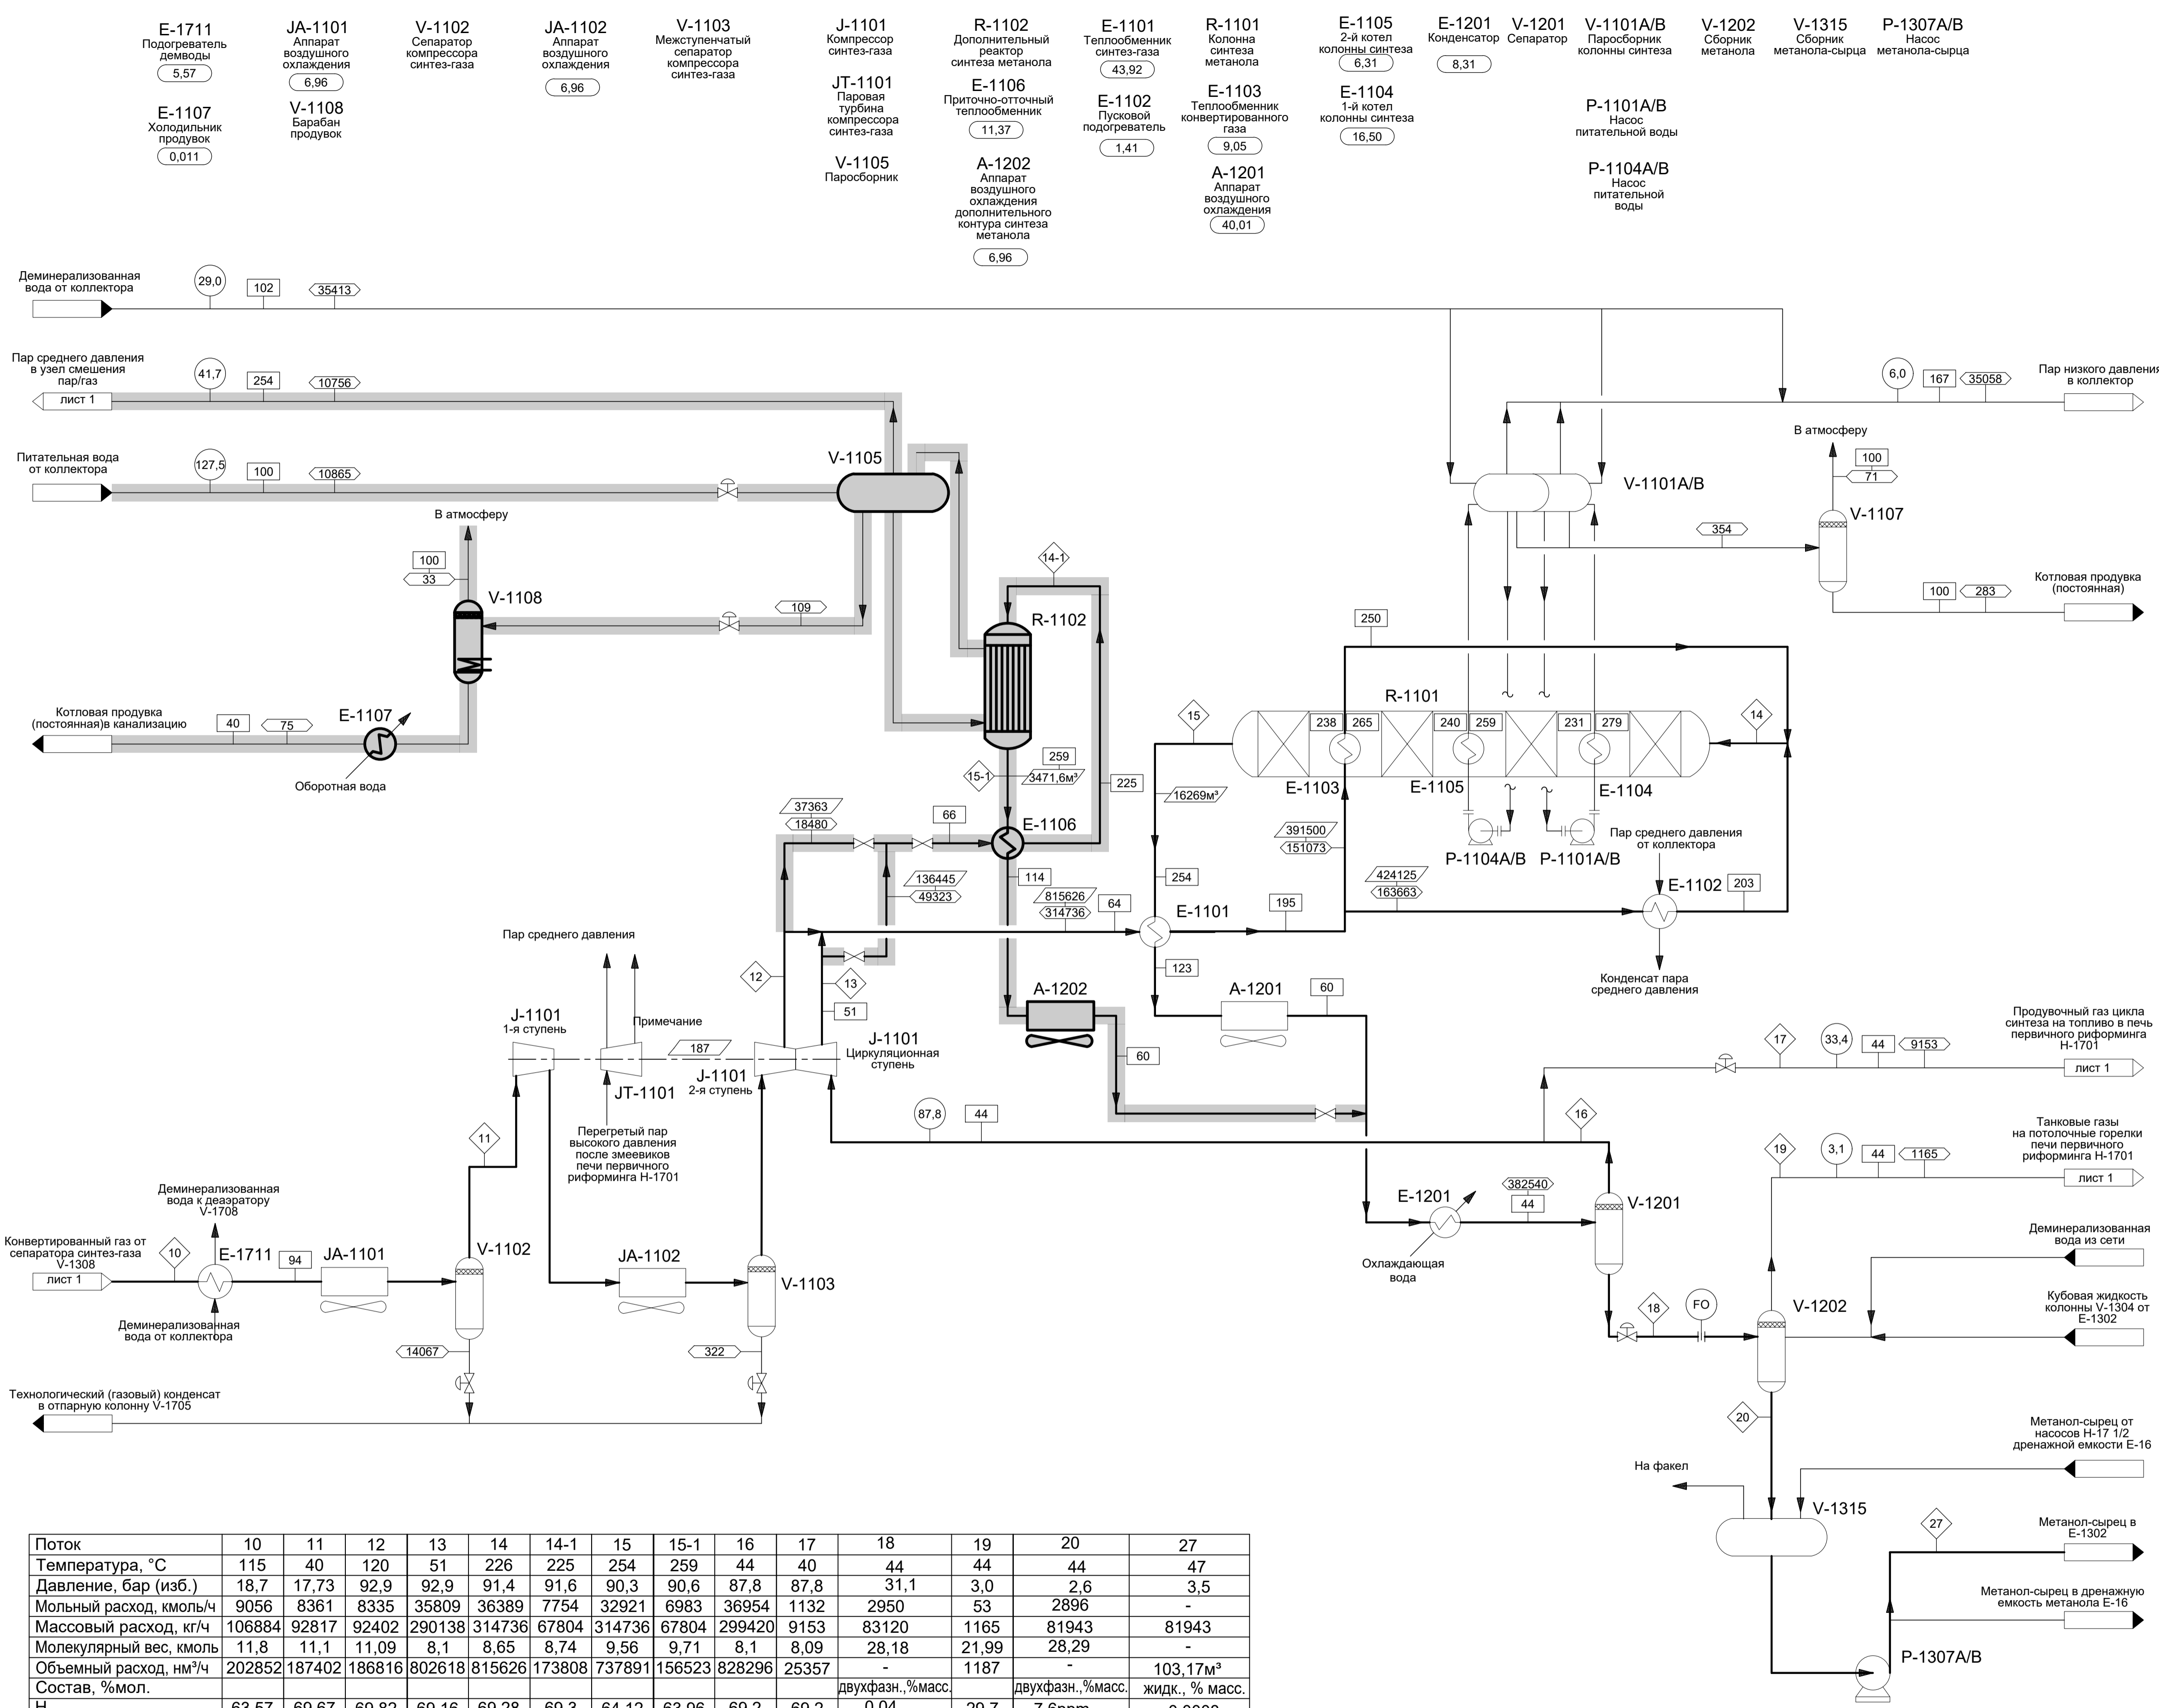 E-1711
Подогреватель
демводы
5,57
E-1107
Холодильник
продувок
0,011
JA-1101
Аппарат
воздушного
охлаждения
6,96
V-1108
Барабан
продувок
V-1102
Сепаратор
компрессора
синтез-газа
JA-1102
Аппарат
воздушного
охлаждения
6,96
V-1103
Межступенчатый
сепаратор
компрессора
синтез-газа
J-1101
Компрессор
синтез-газа
JT-1101
Паровая
турбина
компрессора
синтез-газа
V-1105
Паросборник
R-1102
Дополнительный
реактор
синтеза метанола
E-1106
Приточно-отточный
теплообменник
11,37
A-1202
Аппарат
воздушного
охлаждения
дополнительного
контура синтеза
метанола
6,96
E-1101
Теплообменник
синтез-газа
43,92
E-1102
Пусковой
подогреватель
1,41
R-1101
Колонна
синтеза
метанола
E-1103
Теплообменник
конвертированного
газа
9,05
A-1201
Аппарат
воздушного
охлаждения
40,01
E-1105
2-й котел
колонны синтеза
6,31
E-1104
1-й котел
колонны синтеза
16,50
E-1201
Конденсатор
8,31
V-1201
Сепаратор
V-1101A/B
Паросборник
колонны синтеза
P-1101A/B
Насос
питательной воды
P-1104A/B
Насос
питательной
воды
V-1202
Сборник
метанола
V-1315
Сборник
метанола-сырца
P-1307A/B
Насос
метанола-сырца
Деминерализованная
вода от коллектора
29,0
102
35413
Пар среднего давления
в узел смешения
пар/газ
лист 1
41,7
254
10756
6,0
167
35058
Пар низкого давления
в коллектор
Питательная вода
от коллектора
127,5
100
10865
V-1105
V-1101A/B
В атмосферу
100
71
V-1107
354
100
283
Котловая продувка
(постоянная)
В атмосферу
100
33
V-1108
109
14-1
R-1102
250
Котловая продувка
(постоянная)в канализацию
40
75
E-1107
Оборотная вода
15-1
259
3471,6м³
225
R-1101
15
238
265
240
259
231
279
14
E-1103
E-1105
E-1104
16269м³
37363
18480
66
E-1106
391500
151073
P-1104A/B
P-1101A/B
Пар среднего давления
от коллектора
136445
49323
114
815626
314736
64
254
E-1101
195
424125
163663
E-1102
203
Конденсат пара
среднего давления
Пар среднего давления
12
13
51
123
A-1202
A-1201
60
60
J-1101
1-я ступень
Примечание
187
JT-1101
J-1101
2-я ступень
J-1101
Циркуляционная
ступень
Перегретый пар
высокого давления
после змеевиков
печи первичного
риформинга Н-1701
87,8
44
16
17
33,4
44
9153
Продувочный газ цикла
синтеза на топливо в печь
первичного риформинга
Н-1701
лист 1
19
3,1
44
1165
Танковые газы
на потолочные горелки
печи первичного
риформинга Н-1701
лист 1
11
Деминерализованная
вода к деаэратору
V-1708
Конвертированный газ от
сепаратора синтез-газа
V-1308
лист 1
10
E-1711
94
JA-1101
V-1102
Деминерализованная
вода от коллектора
JA-1102
V-1103
14067
322
Технологический (газовый) конденсат
в отпарную колонну V-1705
E-1201
Охлаждающая
вода
382540
44
V-1201
18
FO
V-1202
Деминерализованная
вода из сети
Кубовая жидкость
колонны V-1304 от
E-1302
20
Метанол-сырец от
насосов Н-17 1/2
дренажной емкости Е-16
На факел
V-1315
27
Метанол-сырец в
E-1302
Метанол-сырец в дренажную
емкость метанола Е-16
P-1307A/B
Поток 10 11 12 13 14 14-1 15 15-1 16 17 18 19 20 27
Температура, °С 115 40 120 51 226 225 254 259 44 40 44 44 44 47
Давление, бар (изб.) 18,7 17,73 92,9 92,9 91,4 91,6 90,3 90,6 87,8 87,8 31,1 3,0 2,6 3,5
Мольный расход, кмоль/ч 9056 8361 8335 35809 36389 7754 32921 6983 36954 1132 2950 53 2896 -
Массовый расход, кг/ч 106884 92817 92402 290138 314736 67804 314736 67804 299420 9153 83120 1165 81943 81943
Молекулярный вес, кмоль 11,8 11,1 11,09 8,1 8,65 8,74 9,56 9,71 8,1 8,09 28,18 21,99 28,29 -
Объемный расход, нм³/ч 202852 187402 186816 802618 815626 173808 737891 156523 828296 25357 - 1187 - 103,17м³
Состав, %мол. двухфазн.,%масс. двухфазн.,%масс. жидк., % масс.